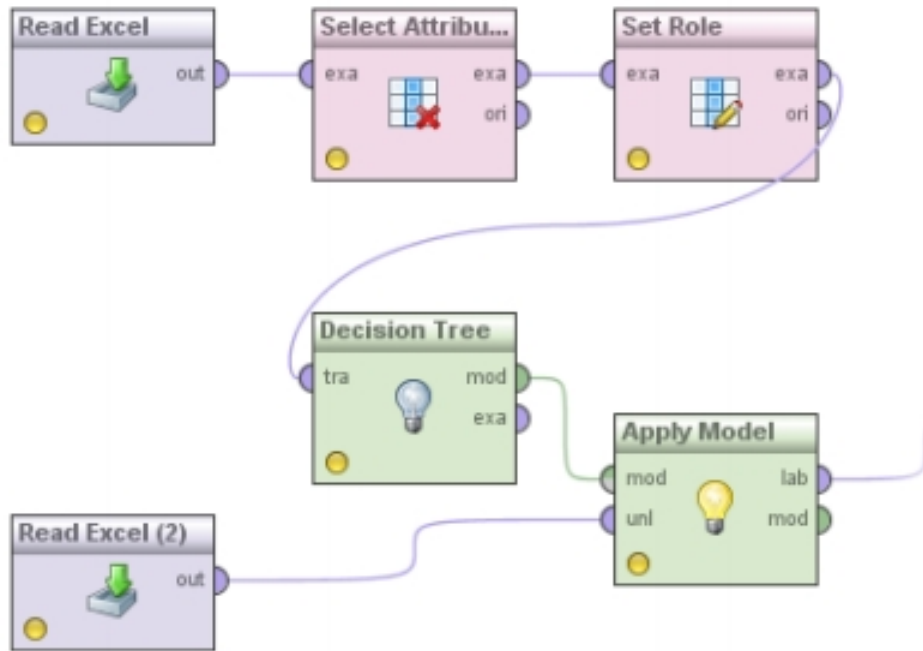 Read Excel
out
Select Attribu...
exa
exa
ori
Set Role
exa
exa
ori
Decision Tree
tra
mod
exa
Apply Model
mod
lab
unl
mod
Read Excel (2)
out